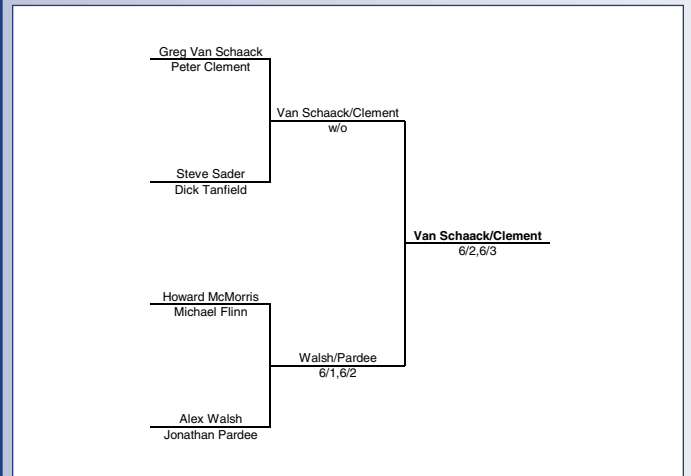 Greg Van Schaack
Peter Clement
Van Schaack/Clement
w/o
Steve Sader
Dick Tanfield
Van Schaack/Clement
6/2,6/3
Howard McMorris
Michael Flinn
Walsh/Pardee
6/1,6/2
Alex Walsh
Jonathan Pardee